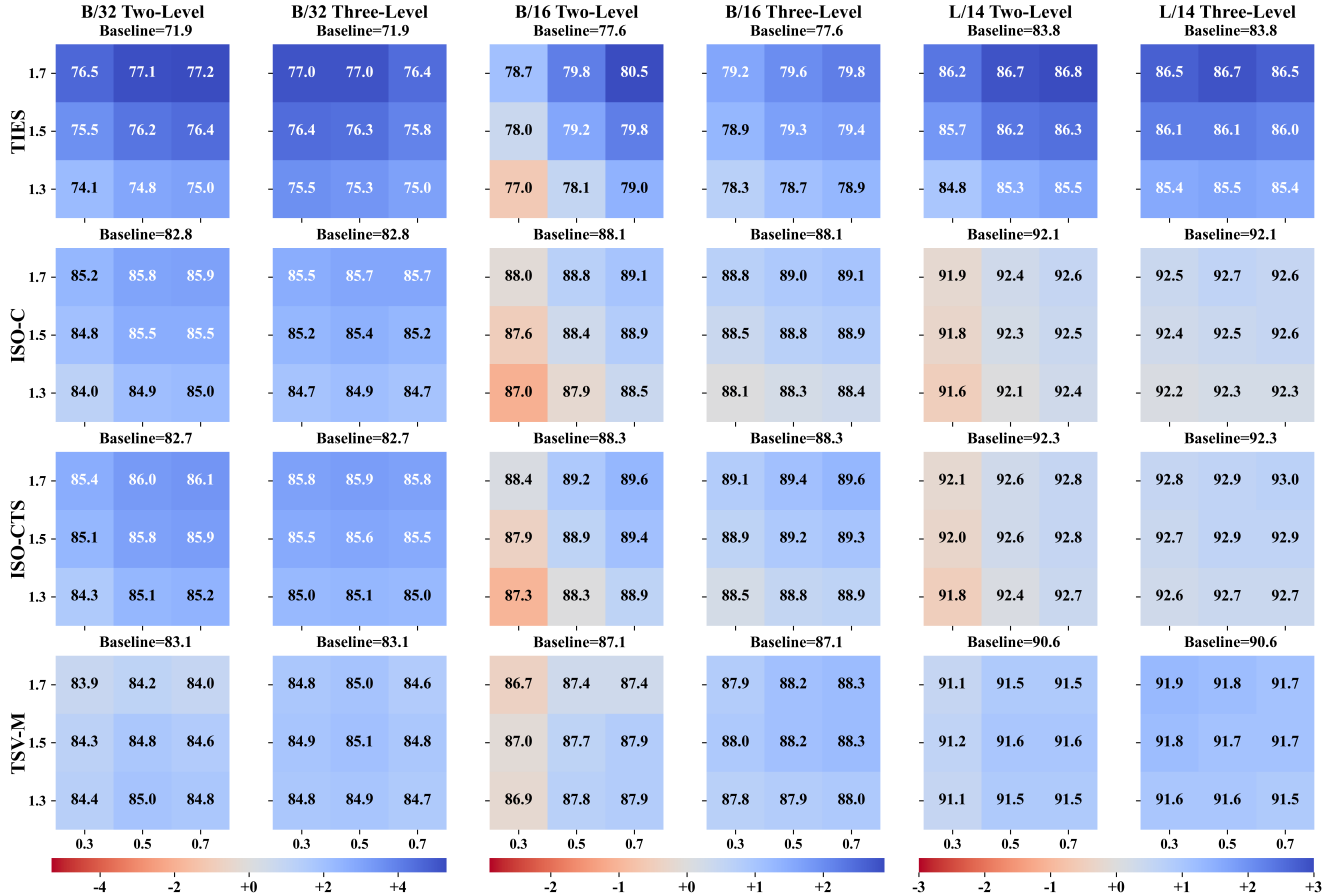 B/32 Two-Level B/32 Three-Level B/16 Two-Level B/16 Three-Level L/14 Two-Level L/14 Three-Level
Baseline=71.9 Baseline=71.9 Baseline=77.6 Baseline=77.6 Baseline=83.8 Baseline=83.8
TIES
1.7 76.5 77.1 77.2 77.0 77.0 76.4 78.7 79.8 80.5 79.2 79.6 79.8 86.2 86.7 86.8 86.5 86.7 86.5
1.5 75.5 76.2 76.4 76.4 76.3 75.8 78.0 79.2 79.8 78.9 79.3 79.4 85.7 86.2 86.3 86.1 86.1 86.0
1.3 74.1 74.8 75.0 75.5 75.3 75.0 77.0 78.1 79.0 78.3 78.7 78.9 84.8 85.3 85.5 85.4 85.5 85.4
Baseline=82.8 Baseline=82.8 Baseline=88.1 Baseline=88.1 Baseline=92.1 Baseline=92.1
ISO-C
1.7 85.2 85.8 85.9 85.5 85.7 85.7 88.0 88.8 89.1 88.8 89.0 89.1 91.9 92.4 92.6 92.5 92.7 92.6
1.5 84.8 85.5 85.5 85.2 85.4 85.2 87.6 88.4 88.9 88.5 88.8 88.9 91.8 92.3 92.5 92.4 92.5 92.6
1.3 84.0 84.9 85.0 84.7 84.9 84.7 87.0 87.9 88.5 88.1 88.3 88.4 91.6 92.1 92.4 92.2 92.3 92.3
Baseline=82.7 Baseline=82.7 Baseline=88.3 Baseline=88.3 Baseline=92.3 Baseline=92.3
ISO-CTS
1.7 85.4 86.0 86.1 85.8 85.9 85.8 88.4 89.2 89.6 89.1 89.4 89.6 92.1 92.6 92.8 92.8 92.9 93.0
1.5 85.1 85.8 85.9 85.5 85.6 85.5 87.9 88.9 89.4 88.9 89.2 89.3 92.0 92.6 92.8 92.7 92.9 92.9
1.3 84.3 85.1 85.2 85.0 85.1 85.0 87.3 88.3 88.9 88.5 88.8 88.9 91.8 92.4 92.7 92.6 92.7 92.7
Baseline=83.1 Baseline=83.1 Baseline=87.1 Baseline=87.1 Baseline=90.6 Baseline=90.6
TSV-M
1.7 83.9 84.2 84.0 84.8 85.0 84.6 86.7 87.4 87.4 87.9 88.2 88.3 91.1 91.5 91.5 91.9 91.8 91.7
1.5 84.3 84.8 84.6 84.9 85.1 84.8 87.0 87.7 87.9 88.0 88.2 88.3 91.2 91.6 91.6 91.8 91.7 91.7
1.3 84.4 85.0 84.8 84.8 84.9 84.7 86.9 87.8 87.9 87.8 87.9 88.0 91.1 91.5 91.5 91.6 91.6 91.5
0.3 0.5 0.7 0.3 0.5 0.7 0.3 0.5 0.7 0.3 0.5 0.7 0.3 0.5 0.7 0.3 0.5 0.7
-4 -2 +0 +2 +4 -2 -1 +0 +1 +2 -3 -2 -1 +0 +1 +2 +3